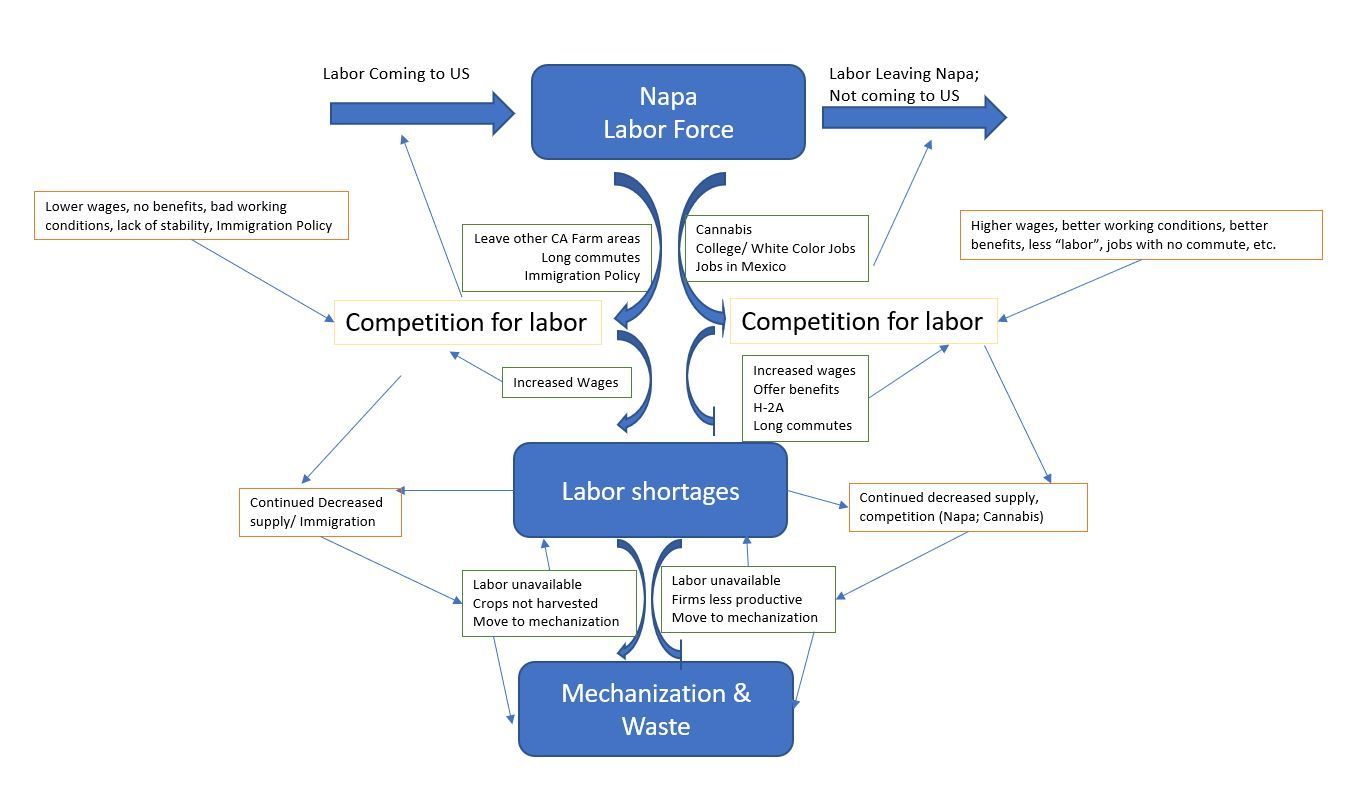 Labor Coming to US
Napa
Labor Force
Labor Leaving Napa;
Not coming to US
Lower wages, no benefits, bad working
conditions, lack of stability, Immigration Policy
Leave other CA Farm areas
Long commutes
Immigration Policy
Cannabis
College/ White Color Jobs
Jobs in Mexico
Higher wages, better working conditions, better
benefits, less “labor”, jobs with no commute, etc.
Competition for labor
Competition for labor
Increased Wages
Increased wages
Offer benefits
H-2A
Long commutes
Labor shortages
Continued Decreased
supply/ Immigration
Continued decreased supply,
competition (Napa; Cannabis)
Labor unavailable
Crops not harvested
Move to mechanization
Labor unavailable
Firms less productive
Move to mechanization
Mechanization &
Waste